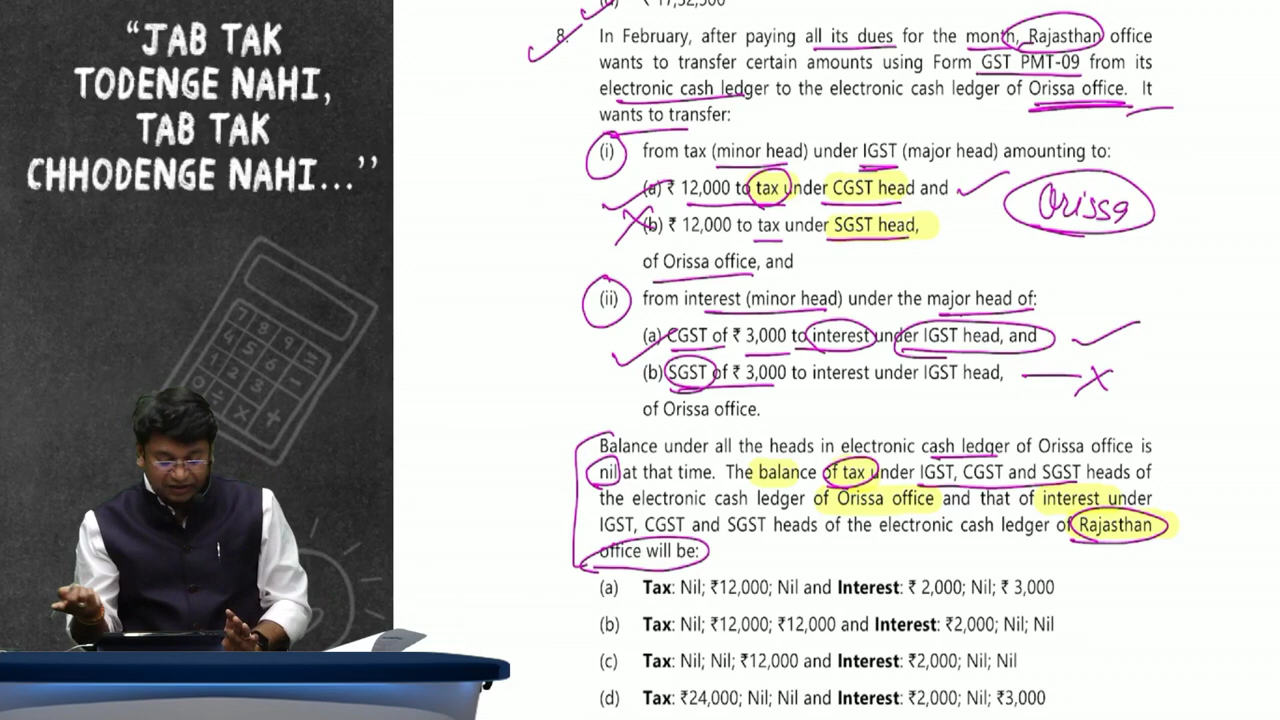 “JAB TAK
TODENGE NAHI,
TAB TAK
CHHODENGE NAHI...’’
8. In February, after paying all its dues for the month, Rajasthan office
wants to transfer certain amounts using Form GST PMT-09 from its
electronic cash ledger to the electronic cash ledger of Orissa office. It
wants to transfer:
(i) from tax (minor head) under IGST (major head) amounting to:
(a) ₹ 12,000 to tax under CGST head and
Orissa
(b) ₹ 12,000 to tax under SGST head,
of Orissa office, and
(ii) from interest (minor head) under the major head of:
(a) CGST of ₹ 3,000 to interest under IGST head, and
(b) SGST of ₹ 3,000 to interest under IGST head,
of Orissa office.
Balance under all the heads in electronic cash ledger of Orissa office is
nil at that time. The balance of tax under IGST, CGST and SGST heads of
the electronic cash ledger of Orissa office and that of interest under
IGST, CGST and SGST heads of the electronic cash ledger of Rajasthan
office will be:
(a) Tax: Nil; ₹12,000; Nil and Interest: ₹ 2,000; Nil; ₹ 3,000
(b) Tax: Nil; ₹12,000; ₹12,000 and Interest: ₹2,000; Nil; Nil
(c) Tax: Nil; Nil; ₹12,000 and Interest: ₹2,000; Nil; Nil
(d) Tax: ₹24,000; Nil; Nil and Interest: ₹2,000; Nil; ₹3,000